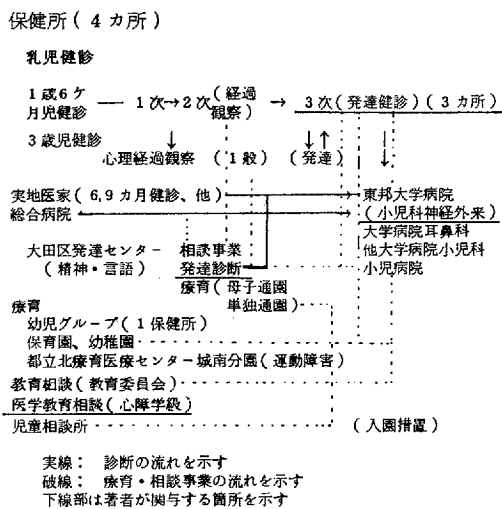 保健所(4カ所)
乳児健診
1歳6ケ月児健診 1次→2次(経過観察) → 3次(発達健診)(3カ所)
3歳児健診
心理経過観察 (1般) (発達)
実地医家(6,9カ月健診、他) 東邦大学病院
総合病院 (小児科神経外来)
大学病院耳鼻科
大田区発達センター 相談事業 他大学病院小児科
(精神・言語) 発達診断 小児病院
療育(母子通園
療育 単独通園)
幼児グループ(1保健所)
保育園、幼稚園
都立北療育医療センター城南分園(運動障害)
教育相談(教育委員会)
医学教育相談(心障学級)
児童相談所 (入園措置)
実線: 診断の流れを示す
破線: 療育・相談事業の流れを示す
下線部は著者が関与する箇所を示す